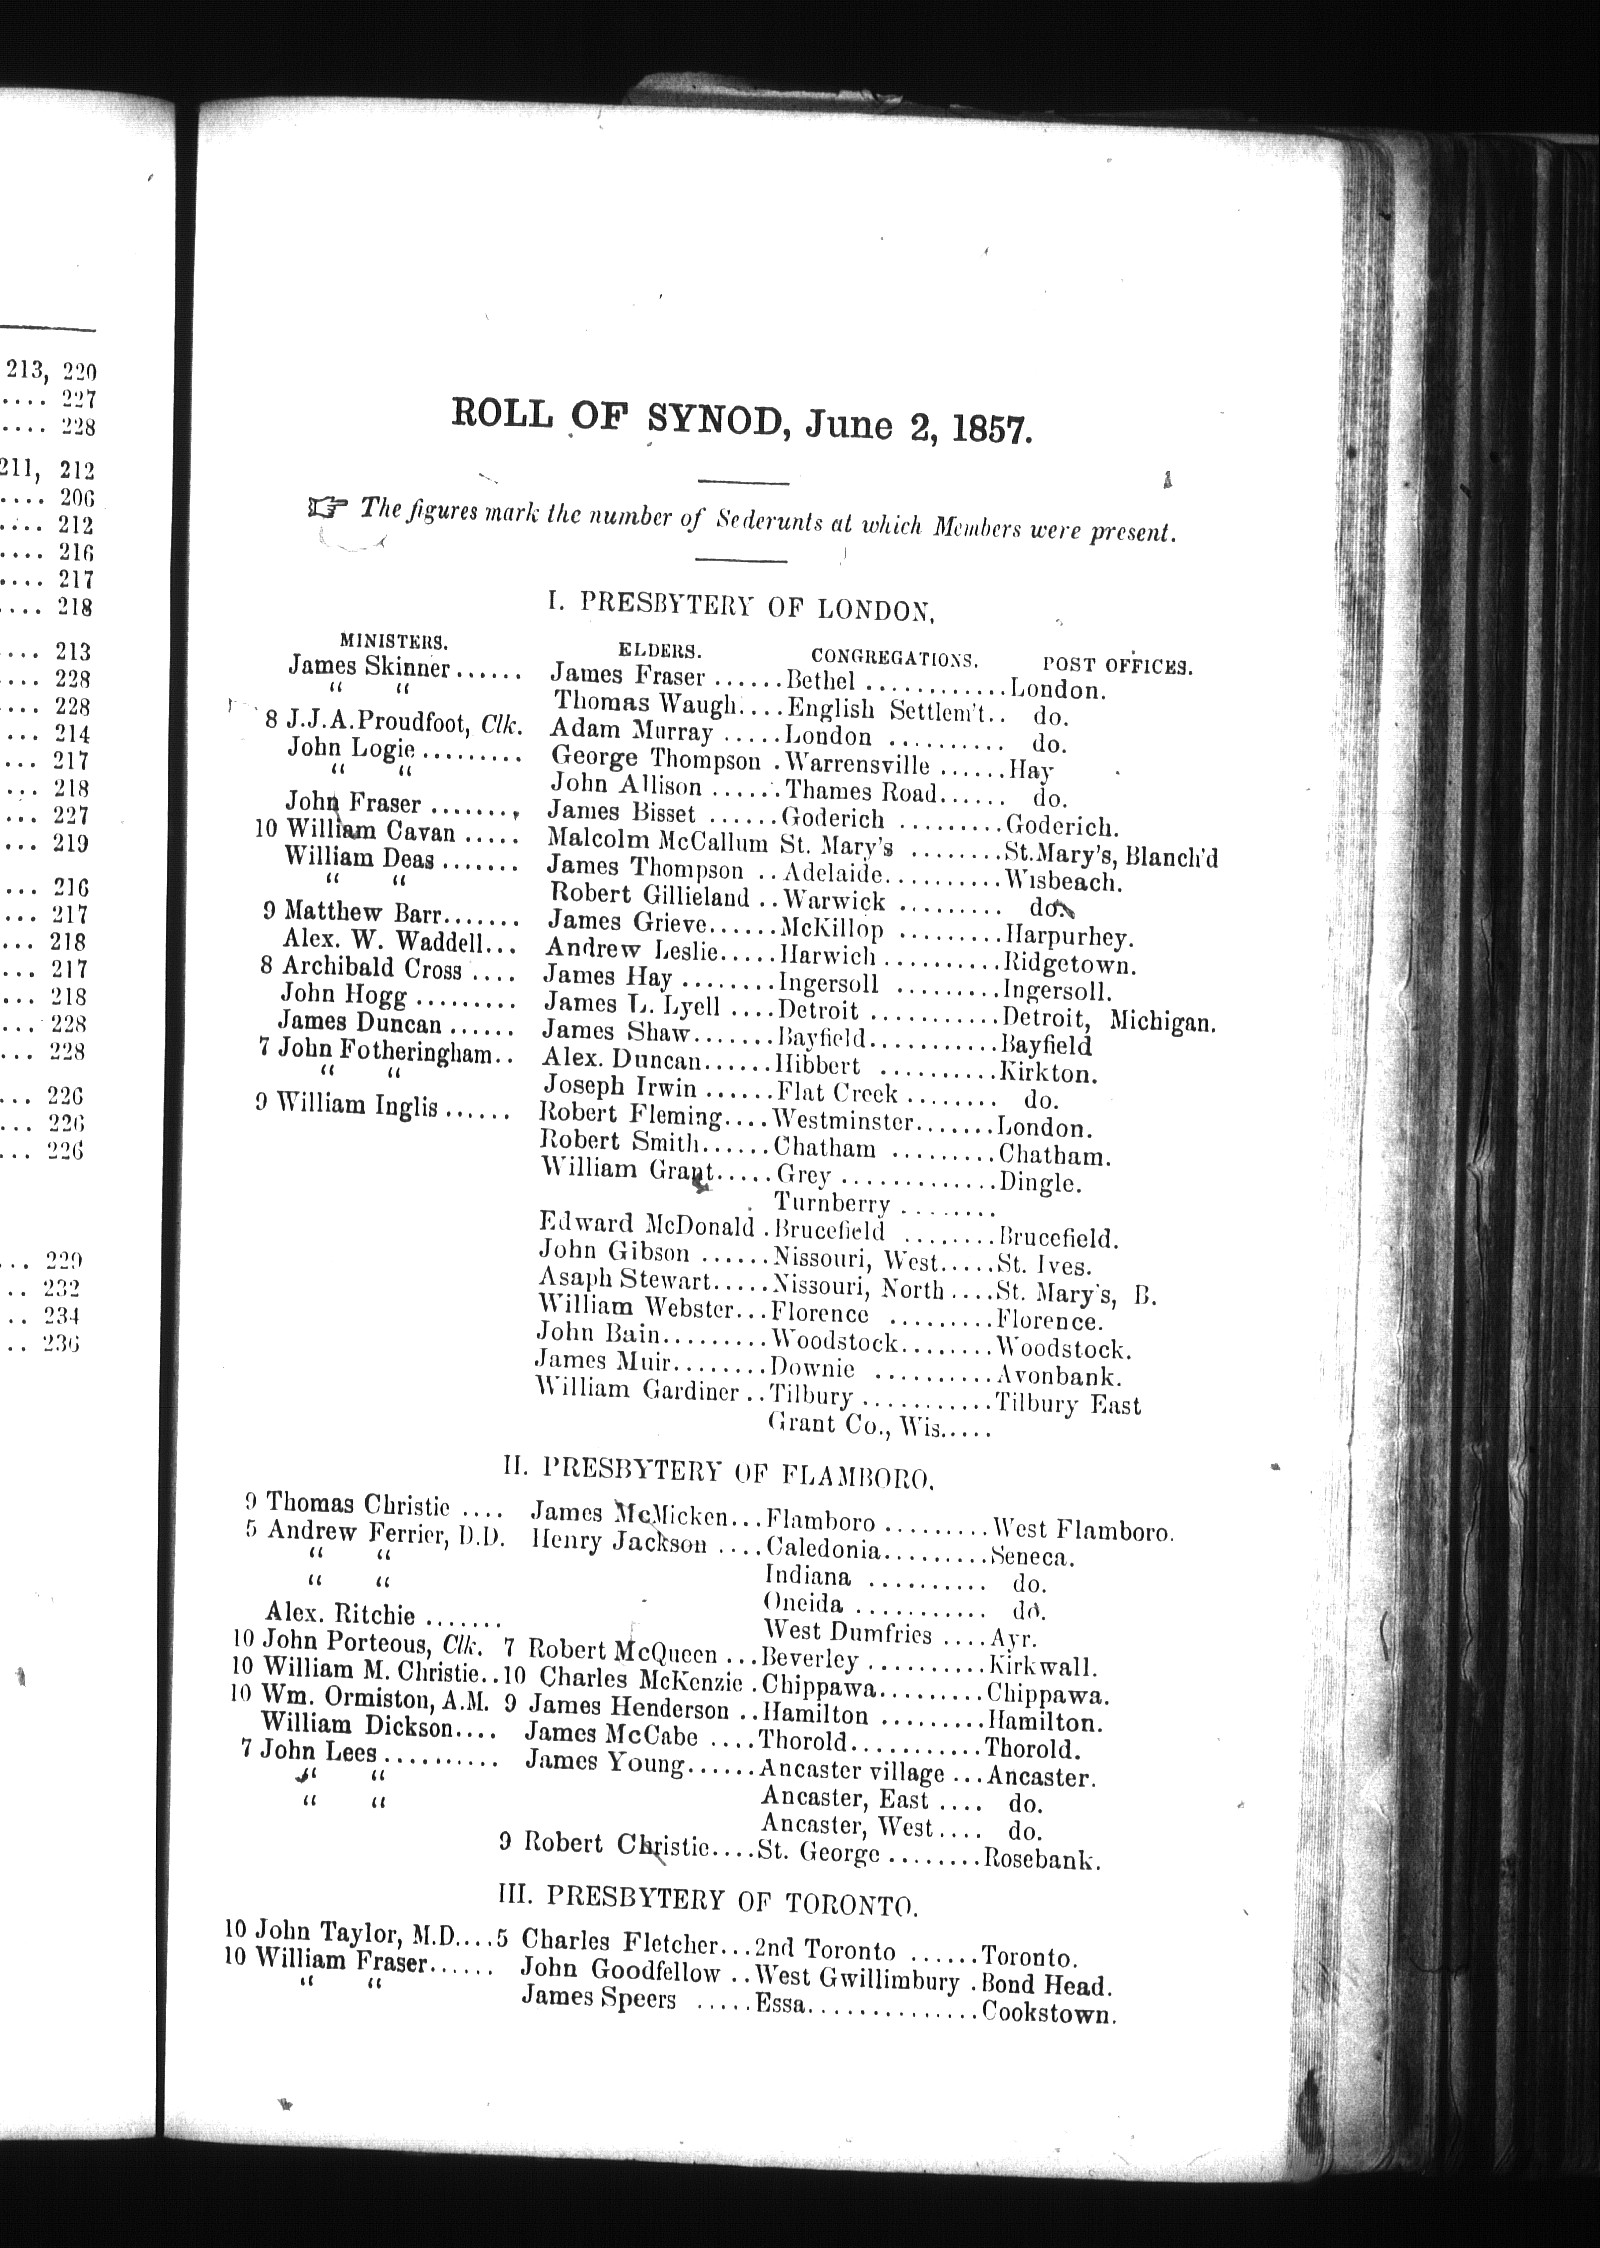 213, 220
.... 227
.... 228
211, 212
.... 206
.... 212
.... 216
.... 217
.... 218
... 213
.... 228
... 228
... 214
... 217
... 218
... 227
... 219
... 216
... 217
... 218
... 217
... 218
... 228
... 228
... 226
... 226
... 226
... 229
.. 232
.. 234
.. 236
ROLL OF SYNOD, June 2, 1857.
☞ The figures mark the number of Sederunts at which Members were present.
I. PRESBYTERY OF LONDON,
MINISTERS. ELDERS. CONGREGATIONS. POST OFFICES.
James Skinner...... James Fraser ......Bethel ............London.
“ “ Thomas Waugh....English Settlem't.. do.
8 J.J.A.Proudfoot, Clk. Adam Murray .....London .......... do.
John Logie......... George Thompson .Warrensville ......Hay
“ “ John Allison ......Thames Road...... do.
John Fraser ........ James Bisset ......Goderich .........Goderich.
10 William Cavan ..... Malcolm McCallum St. Mary's ........St.Mary's, Blanch'd
William Deas ....... James Thompson ..Adelaide..........Wisbeach.
“ “ Robert Gillieland ..Warwick ......... do.
9 Matthew Barr....... James Grieve......McKillop .........Harpurhey.
Alex. W. Waddell... Andrew Leslie.....Harwich ..........Ridgetown.
8 Archibald Cross .... James Hay ........Ingersoll .........Ingersoll.
John Hogg ......... James L. Lyell ....Detroit ...........Detroit, Michigan.
James Duncan ...... James Shaw.......Bayfield...........Bayfield
7 John Fotheringham.. Alex. Duncan......Hibbert ..........Kirkton.
“ “ Joseph Irwin ......Flat Creek ........ do.
9 William Inglis ...... Robert Fleming....Westminster.......London.
Robert Smith......Chatham .........Chatham.
William Grant.....Grey .............Dingle.
Turnberry ........
Edward McDonald .Brucefield ........Brucefield.
John Gibson ......Nissouri, West.....St. Ives.
Asaph Stewart.....Nissouri, North ....St. Mary's, B.
William Webster...Florence .........Florence.
John Bain.........Woodstock........Woodstock.
James Muir........Downie ..........Avonbank.
William Gardiner ..Tilbury ...........Tilbury East
Grant Co., Wis.....
II. PRESBYTERY OF FLAMBORO.
9 Thomas Christie .... James McMicken...Flamboro .........West Flamboro.
5 Andrew Ferrier, D.D. Henry Jackson ....Caledonia.........Seneca.
“ “ Indiana .......... do.
“ “ Oneida ........... do.
Alex. Ritchie ....... West Dumfries ....Ayr.
10 John Porteous, Clk. 7 Robert McQueen ...Beverley ..........Kirkwall.
10 William M. Christie..10 Charles McKenzie .Chippawa.........Chippawa.
10 Wm. Ormiston, A.M. 9 James Henderson ..Hamilton .........Hamilton.
William Dickson.... James McCabe ....Thorold...........Thorold.
7 John Lees .......... James Young......Ancaster village ...Ancaster.
“ “ Ancaster, East .... do.
“ “ Ancaster, West.... do.
9 Robert Christie....St. George ........Rosebank.
III. PRESBYTERY OF TORONTO.
10 John Taylor, M.D....5 Charles Fletcher...2nd Toronto ......Toronto.
10 William Fraser...... John Goodfellow ..West Gwillimbury .Bond Head.
“ “ James Speers .....Essa..............Cookstown.